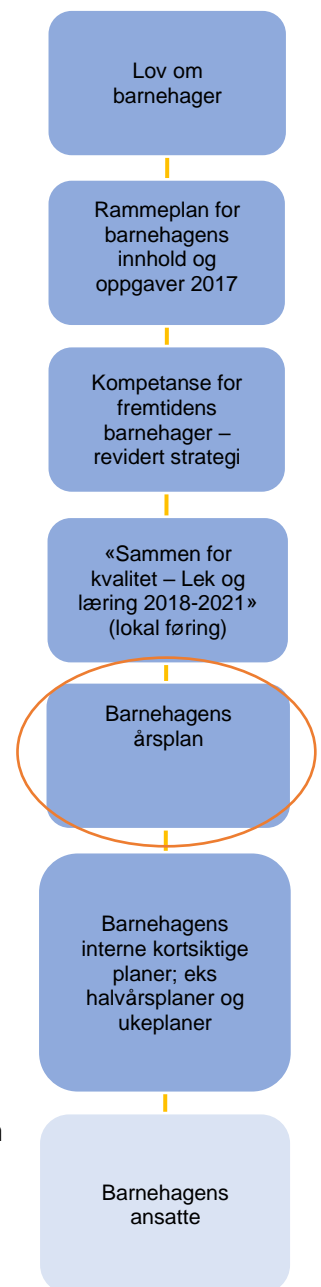 Lov om
barnehager
Rammeplan for
barnehagens
innhold og
oppgaver 2017
Kompetanse for
fremtidens
barnehager –
revidert strategi
«Sammen for
kvalitet – Lek og
læring 2018-2021»
(lokal føring)
Barnehagens
årsplan
Barnehagens
interne kortsiktige
planer; eks
halvårsplaner og
ukeplaner
Barnehagens
ansatte